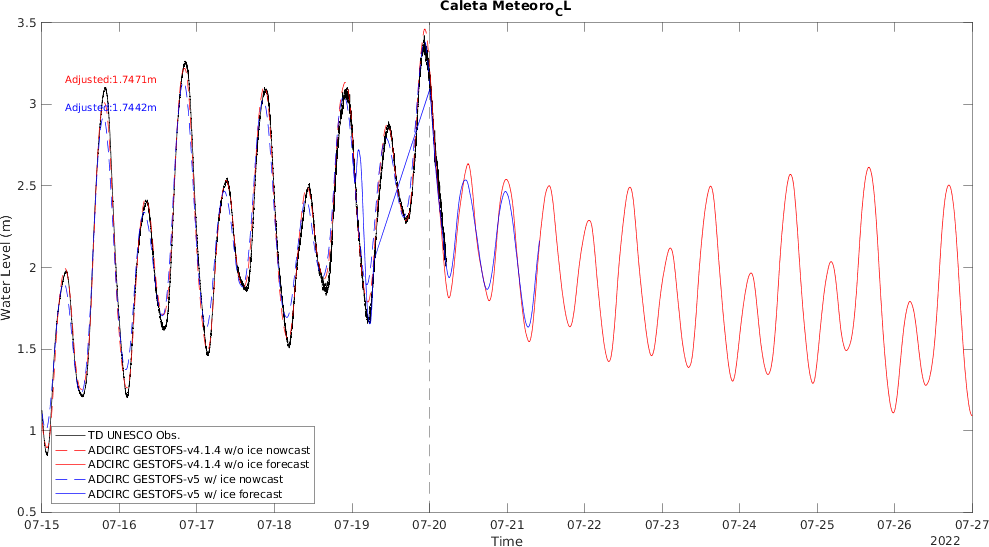 Caleta Meteoro_CL
3.5
Adjusted:1.7471m
3
Adjusted:1.7442m
2.5
Water Level (m)
2
1.5
1
TD UNESCO Obs.
ADCIRC GESTOFS-v4.1.4 w/o ice nowcast
ADCIRC GESTOFS-v4.1.4 w/o ice forecast
ADCIRC GESTOFS-v5 w/ ice nowcast
ADCIRC GESTOFS-v5 w/ ice forecast
0.5
07-15 07-16 07-17 07-18 07-19 07-20 07-21 07-22 07-23 07-24 07-25 07-26 07-27
Time
2022